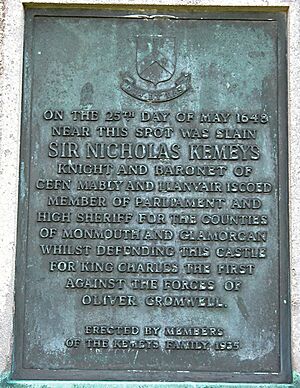 ON THE 25TH DAY OF MAY 1648
NEAR THIS SPOT WAS SLAIN
SIR NICHOLAS KEMEYS
KNIGHT AND BARONET OF
CEFN MABLY AND LLANVAIR ISCOED
MEMBER OF PARLIAMENT AND
HIGH SHERIFF FOR THE COUNTIES
OF MONMOUTH AND GLAMORGAN
WHILST DEFENDING THIS CASTLE
FOR KING CHARLES THE FIRST
AGAINST THE FORCES OF
OLIVER CROMWELL.
ERECTED BY MEMBERS
OF THE KEMEYS FAMILY, 1935